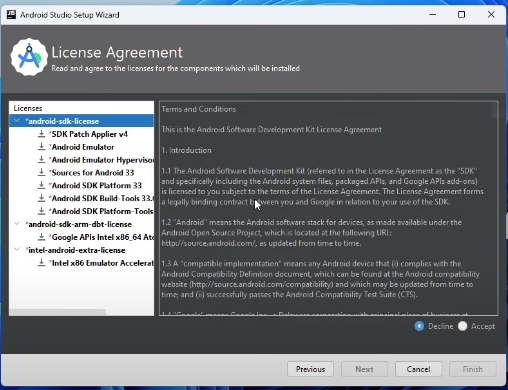 Android Studio Setup Wizard
License Agreement
Read and agree to the licenses for the components which will be installed
Licenses
*android-sdk-license
*SDK Patch Applier v4
*Android Emulator
*Android Emulator Hypervisor
*Sources for Android 33
*Android SDK Platform 33
*Android SDK Build-Tools 33.
*Android SDK Platform-Tools
*android-sdk-arm-dbt-license
*Google APIs Intel x86_64 Ato
*intel-android-extra-license
*Intel x86 Emulator Accelerat
Terms and Conditions
This is the Android Software Development Kit License Agreement
1. Introduction
1.1 The Android Software Development Kit (referred to in the License Agreement as the "SDK"
and specifically including the Android system files, packaged APIs, and Google APIs add-ons)
is licensed to you subject to the terms of the License Agreement. The License Agreement forms
a legally binding contract between you and Google in relation to your use of the SDK.
1.2 "Android" means the Android software stack for devices, as made available under the
Android Open Source Project, which is located at the following URL:
http://source.android.com/, as updated from time to time.
1.3 A "compatible implementation" means any Android device that (i) complies with the
Android Compatibility Definition document, which can be found at the Android compatibility
website (http://source.android.com/compatibility) and which may be updated from time to
time; and (ii) successfully passes the Android Compatibility Test Suite (CTS).
Decline Accept
Previous Next Cancel Finish